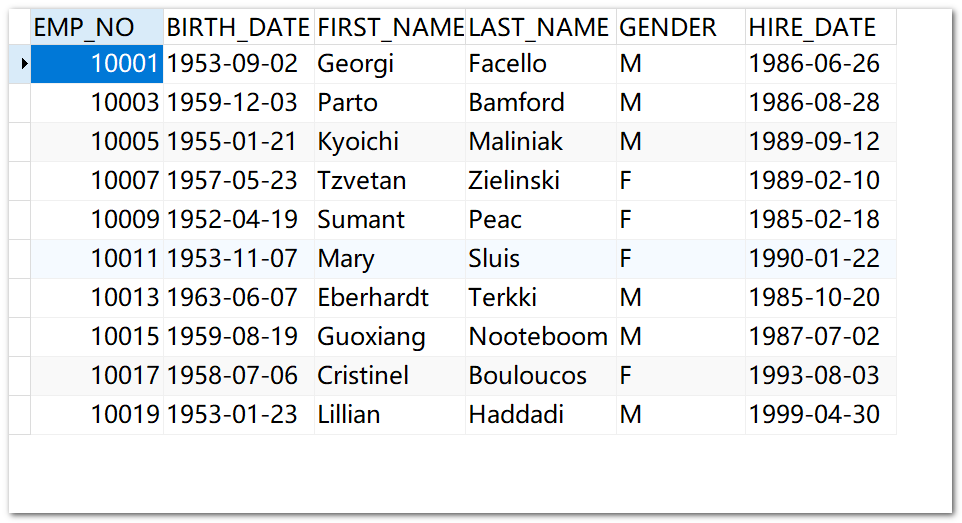 EMP_NO BIRTH_DATE FIRST_NAME LAST_NAME GENDER HIRE_DATE
10001 1953-09-02 Georgi Facello M 1986-06-26
10003 1959-12-03 Parto Bamford M 1986-08-28
10005 1955-01-21 Kyoichi Maliniak M 1989-09-12
10007 1957-05-23 Tzvetan Zielinski F 1989-02-10
10009 1952-04-19 Sumant Peac F 1985-02-18
10011 1953-11-07 Mary Sluis F 1990-01-22
10013 1963-06-07 Eberhardt Terkki M 1985-10-20
10015 1959-08-19 Guoxiang Nooteboom M 1987-07-02
10017 1958-07-06 Cristinel Bouloucos F 1993-08-03
10019 1953-01-23 Lillian Haddadi M 1999-04-30